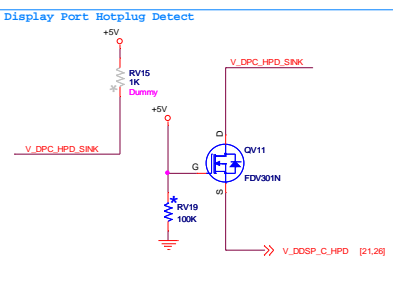 Display Port Hotplug Detect
+5V
V_DPC_HPD_SINK
RV15
1K
Dummy
*
+5V
V_DPC_HPD_SINK
D
QV11
G
FDV301N
S
*
RV19
100K
V_DDSP_C_HPD [21,26]